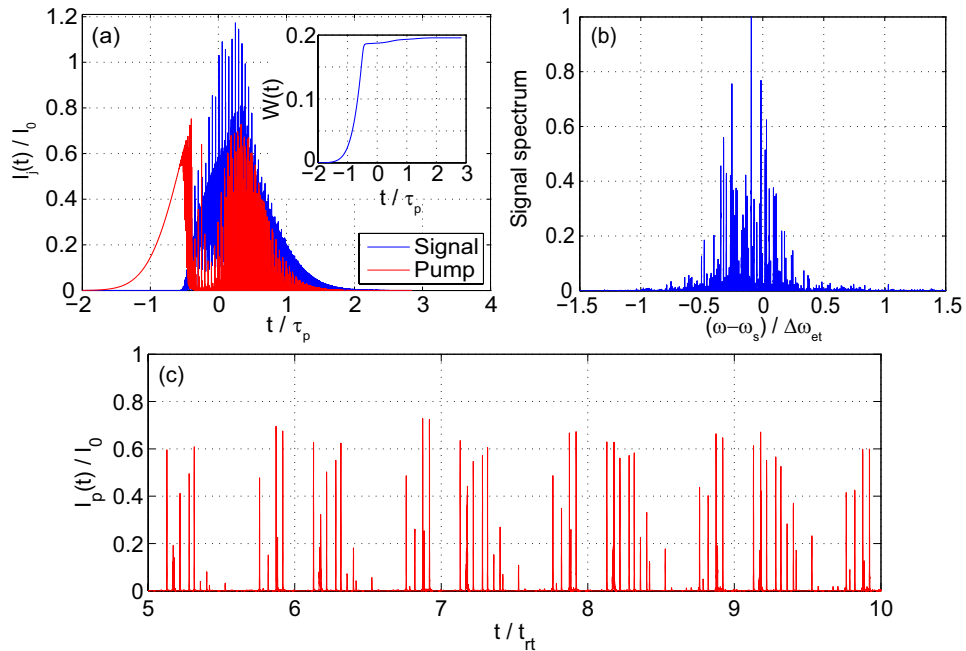 (a)
I_j(t) / I_0
1.2
1
0.8
0.6
0.4
0.2
0
−2 −1 0 1 2 3 4
t / τ_p
W(t)
0.2
0.1
0
−2 −1 0 1 2 3
t / τ_p
Signal
Pump
(b)
Signal spectrum
1
0.8
0.6
0.4
0.2
0
−1.5 −1 −0.5 0 0.5 1 1.5
(ω−ω_s) / Δω_et
(c)
I_p(t) / I_0
1
0.8
0.6
0.4
0.2
0
5 6 7 8 9 10
t / t_rt